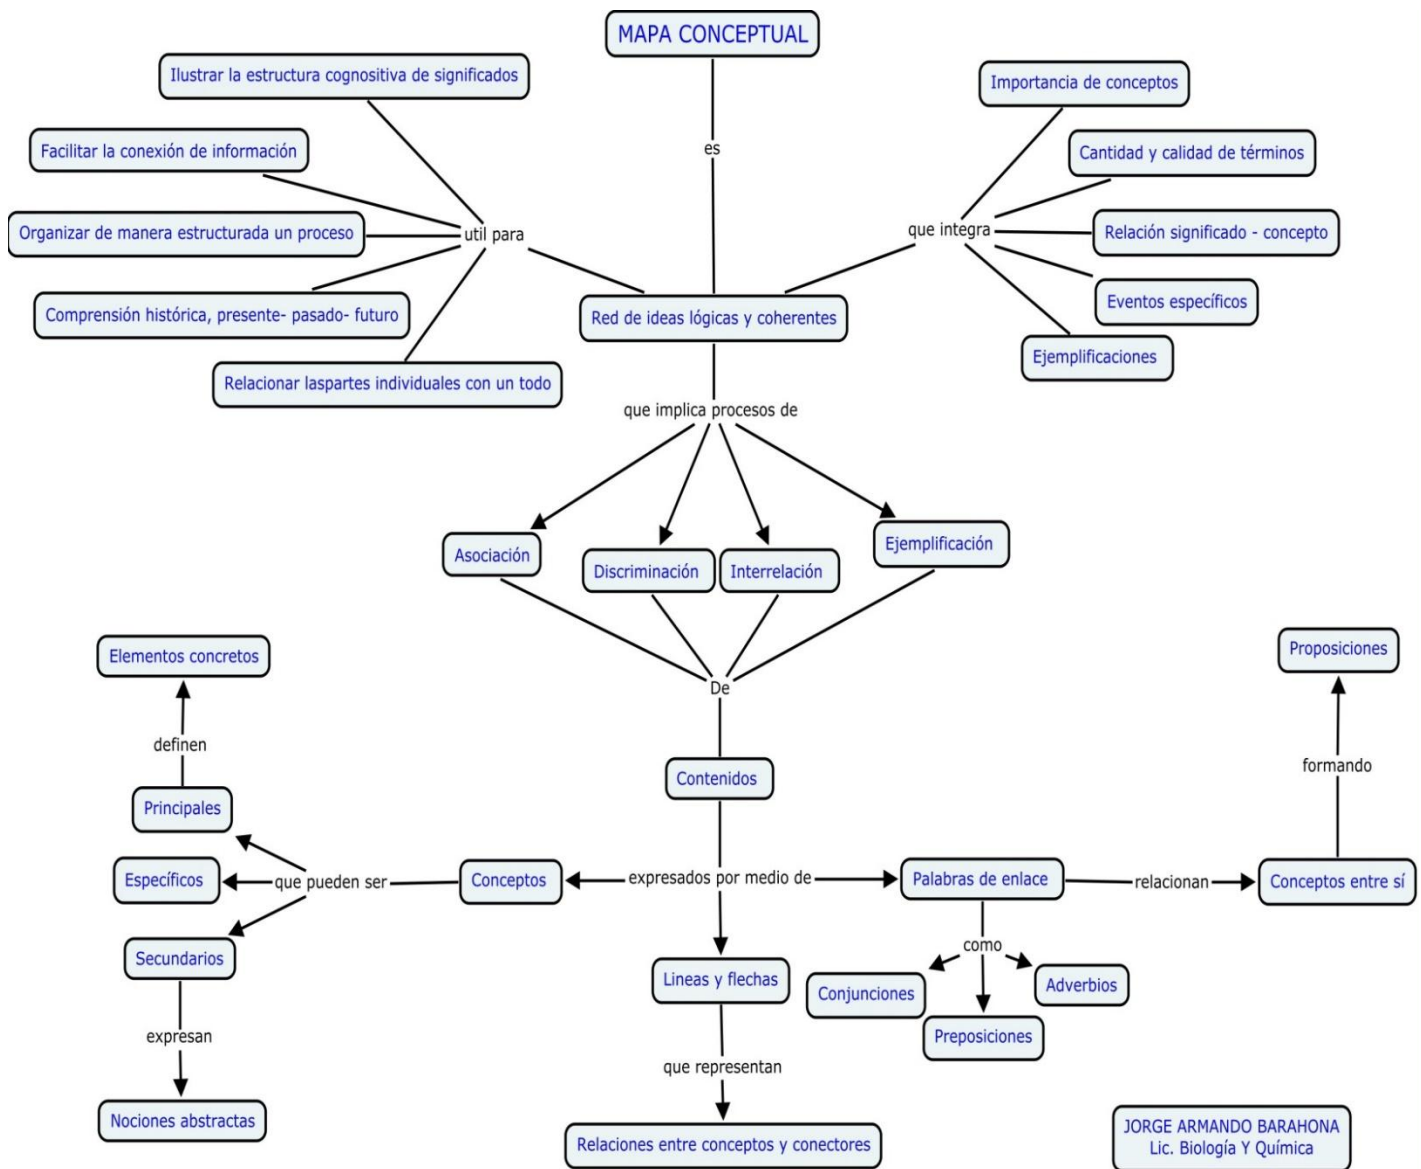 MAPA CONCEPTUAL
es
Ilustrar la estructura cognositiva de significados
Facilitar la conexión de información
Organizar de manera estructurada un proceso
Comprensión histórica, presente- pasado- futuro
Relacionar laspartes individuales con un todo
util para
Importancia de conceptos
Cantidad y calidad de términos
Relación significado - concepto
Eventos específicos
Ejemplificaciones
que integra
Red de ideas lógicas y coherentes
que implica procesos de
Asociación
Discriminación
Interrelación
Ejemplificación
De
Contenidos
expresados por medio de
Conceptos
que pueden ser
Principales
definen
Elementos concretos
Específicos
Secundarios
expresan
Nociones abstractas
Lineas y flechas
que representan
Relaciones entre conceptos y conectores
Palabras de enlace
como
Conjunciones
Preposiciones
Adverbios
relacionan
Conceptos entre sí
formando
Proposiciones
JORGE ARMANDO BARAHONA
Lic. Biología Y Química